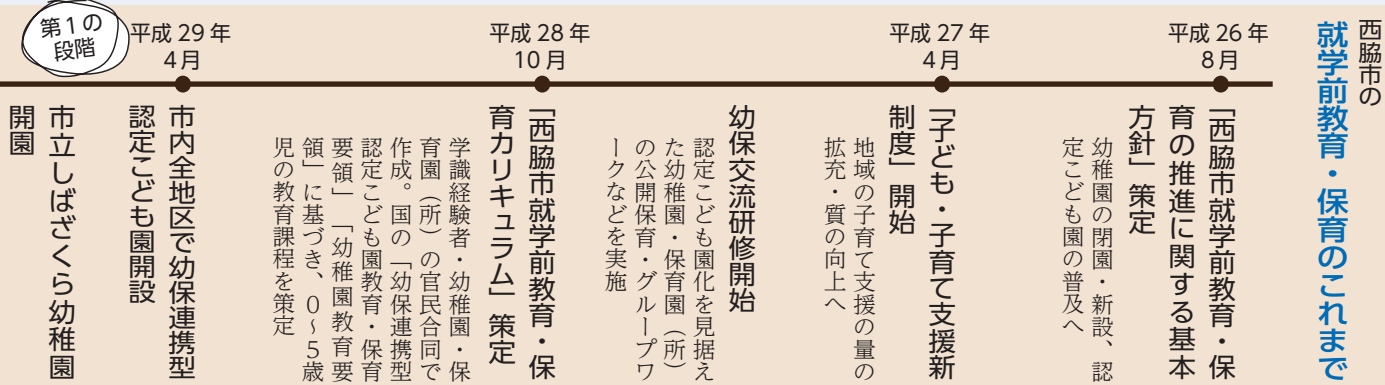 西脇市の
就学前教育・保育のこれまで
平成 26 年
8月
「西脇市就学前教育・保
育の推進に関する基本
方針」策定
幼稚園の閉園・新設、認
定こども園の普及へ
平成 27 年
4月
「子ども・子育て支援新
制度」開始
地域の子育て支援の量の
拡充・質の向上へ
幼保交流研修開始
認定こども園化を見据え
た幼稚園・保育園（所）
の公開保育・グループワ
ークなどを実施
平成 28 年
10 月
「西脇市就学前教育・保
育カリキュラム」策定
学識経験者・幼稚園・保
育園（所）の官民合同で
作成。国の「幼保連携型
認定こども園教育・保育
要領」「幼稚園教育要
領」に基づき、０～５歳
児の教育課程を策定
第１の
段階
平成 29 年
4月
市内全地区で幼保連携型
認定こども園開設
市立しばざくら幼稚園
開園